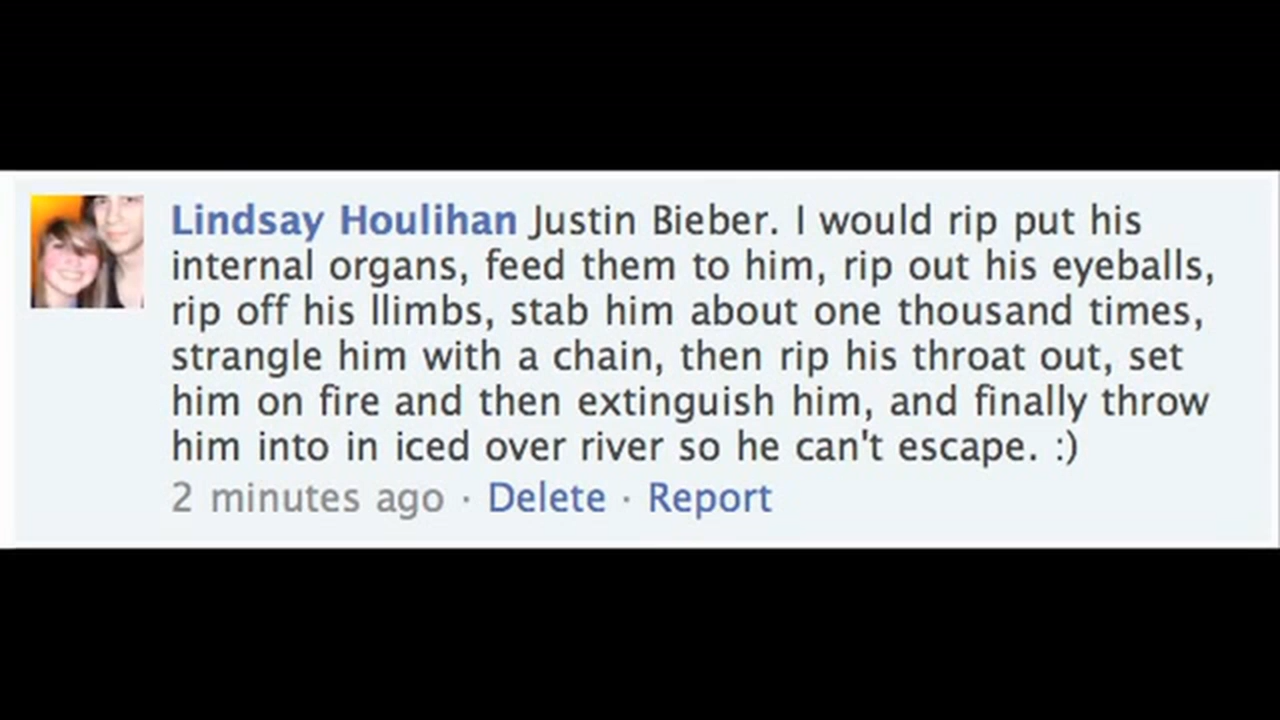 Lindsay Houlihan Justin Bieber. I would rip put his
internal organs, feed them to him, rip out his eyeballs,
rip off his llimbs, stab him about one thousand times,
strangle him with a chain, then rip his throat out, set
him on fire and then extinguish him, and finally throw
him into in iced over river so he can't escape. :)
2 minutes ago · Delete · Report